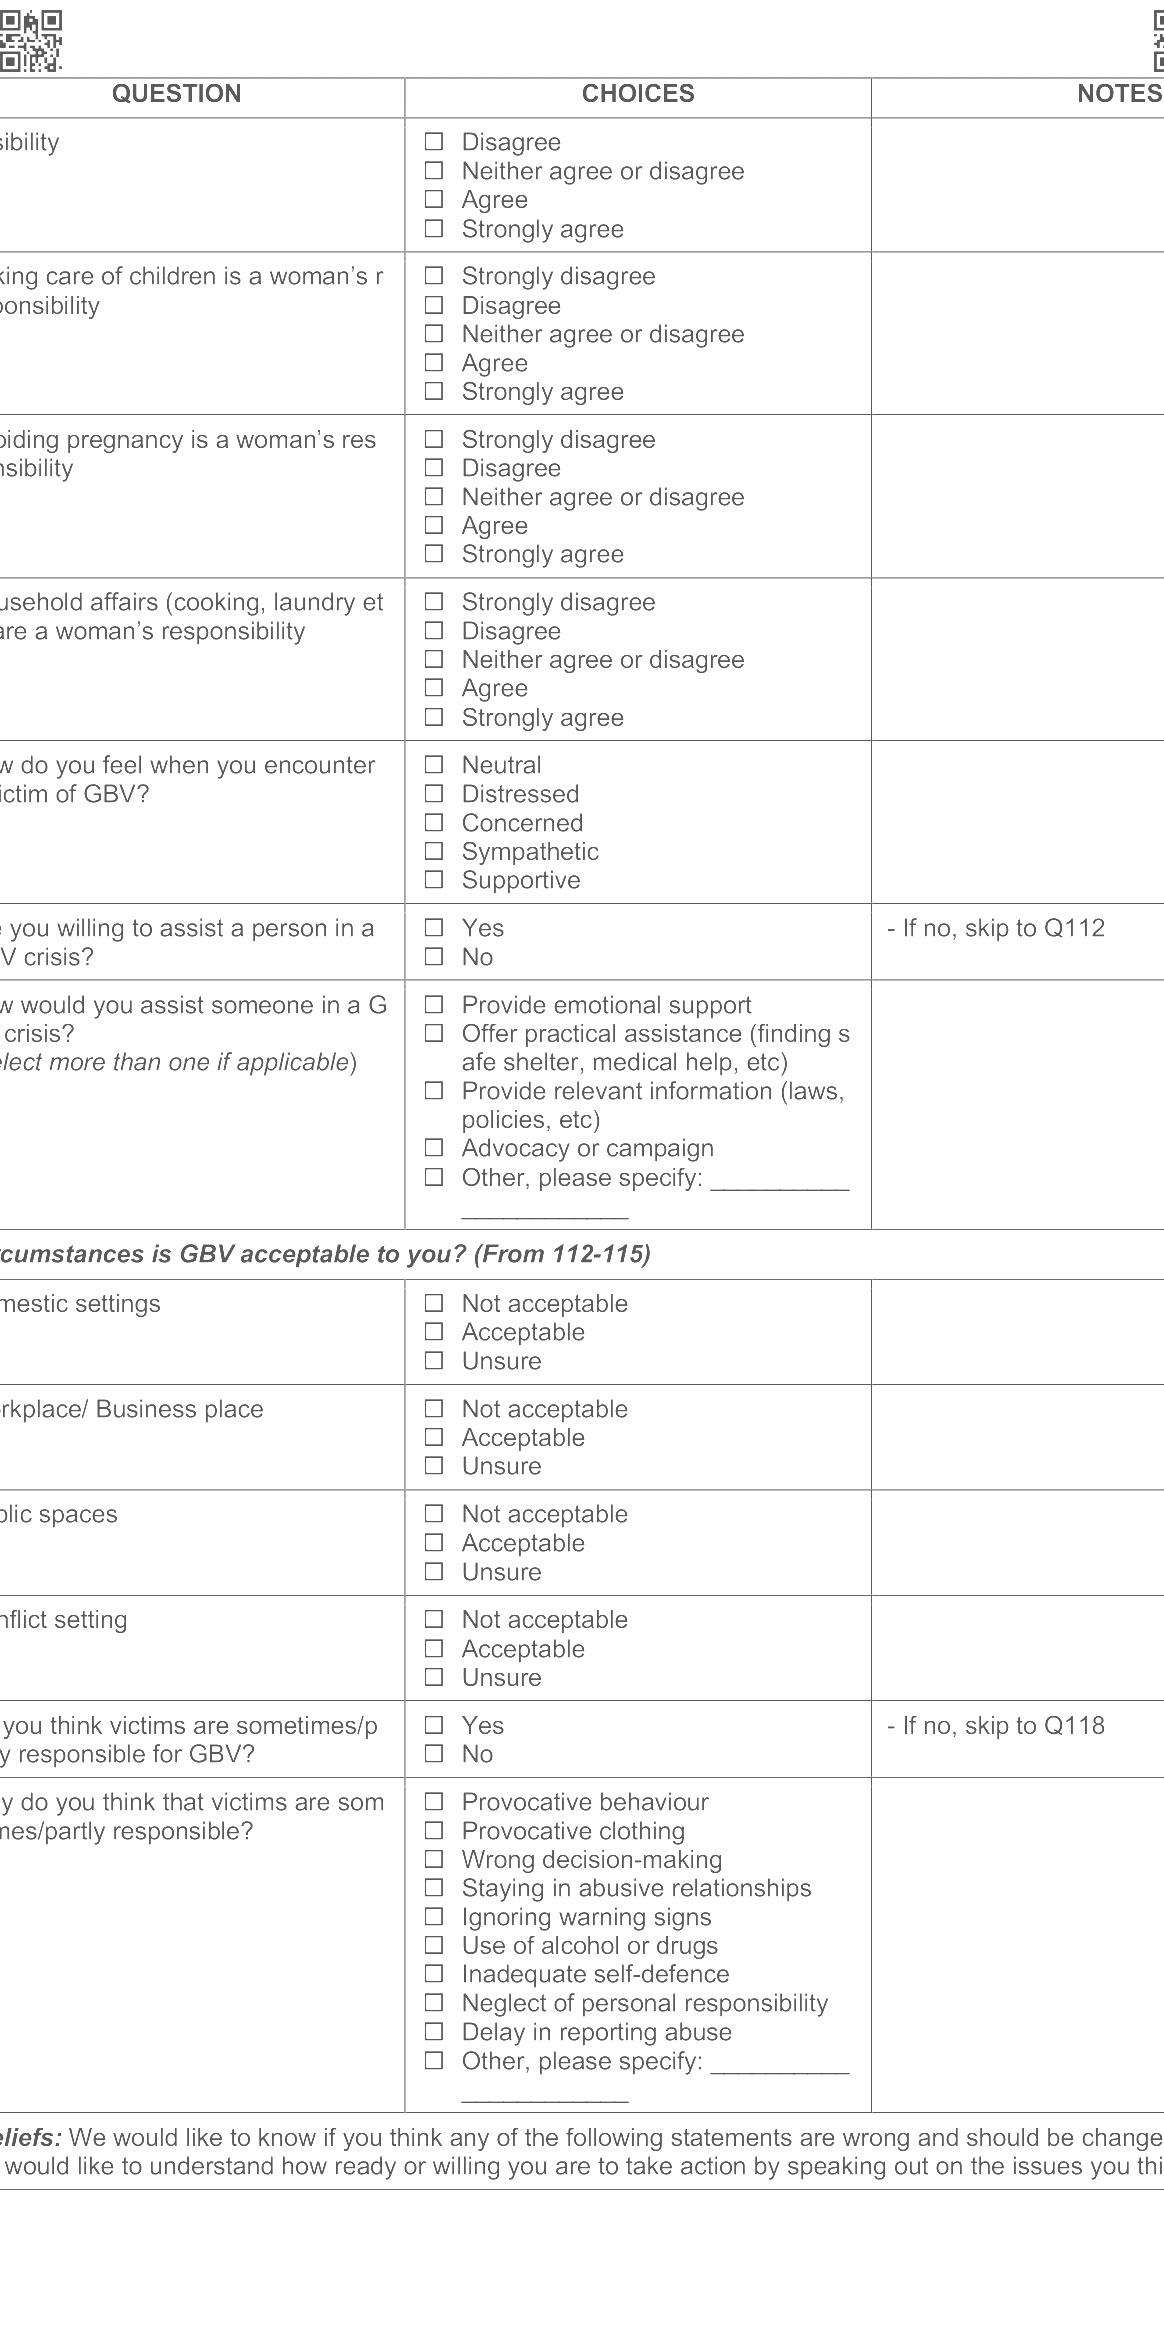 QUESTION CHOICES NOTES
sibility
☐ Disagree
☐ Neither agree or disagree
☐ Agree
☐ Strongly agree
king care of children is a woman’s r
ponsibility
☐ Strongly disagree
☐ Disagree
☐ Neither agree or disagree
☐ Agree
☐ Strongly agree
oiding pregnancy is a woman’s res
nsibility
☐ Strongly disagree
☐ Disagree
☐ Neither agree or disagree
☐ Agree
☐ Strongly agree
usehold affairs (cooking, laundry et
are a woman’s responsibility
☐ Strongly disagree
☐ Disagree
☐ Neither agree or disagree
☐ Agree
☐ Strongly agree
w do you feel when you encounter
ictim of GBV?
☐ Neutral
☐ Distressed
☐ Concerned
☐ Sympathetic
☐ Supportive
e you willing to assist a person in a
V crisis?
☐ Yes
☐ No
- If no, skip to Q112
w would you assist someone in a G
crisis?
elect more than one if applicable)
☐ Provide emotional support
☐ Offer practical assistance (finding s
afe shelter, medical help, etc)
☐ Provide relevant information (laws,
policies, etc)
☐ Advocacy or campaign
☐ Other, please specify: __________
____________
rcumstances is GBV acceptable to you? (From 112-115)
mestic settings
☐ Not acceptable
☐ Acceptable
☐ Unsure
orkplace/ Business place
☐ Not acceptable
☐ Acceptable
☐ Unsure
blic spaces
☐ Not acceptable
☐ Acceptable
☐ Unsure
nflict setting
☐ Not acceptable
☐ Acceptable
☐ Unsure
you think victims are sometimes/p
y responsible for GBV?
☐ Yes
☐ No
- If no, skip to Q118
y do you think that victims are som
mes/partly responsible?
☐ Provocative behaviour
☐ Provocative clothing
☐ Wrong decision-making
☐ Staying in abusive relationships
☐ Ignoring warning signs
☐ Use of alcohol or drugs
☐ Inadequate self-defence
☐ Neglect of personal responsibility
☐ Delay in reporting abuse
☐ Other, please specify: __________
____________
eliefs: We would like to know if you think any of the following statements are wrong and should be change
would like to understand how ready or willing you are to take action by speaking out on the issues you thi